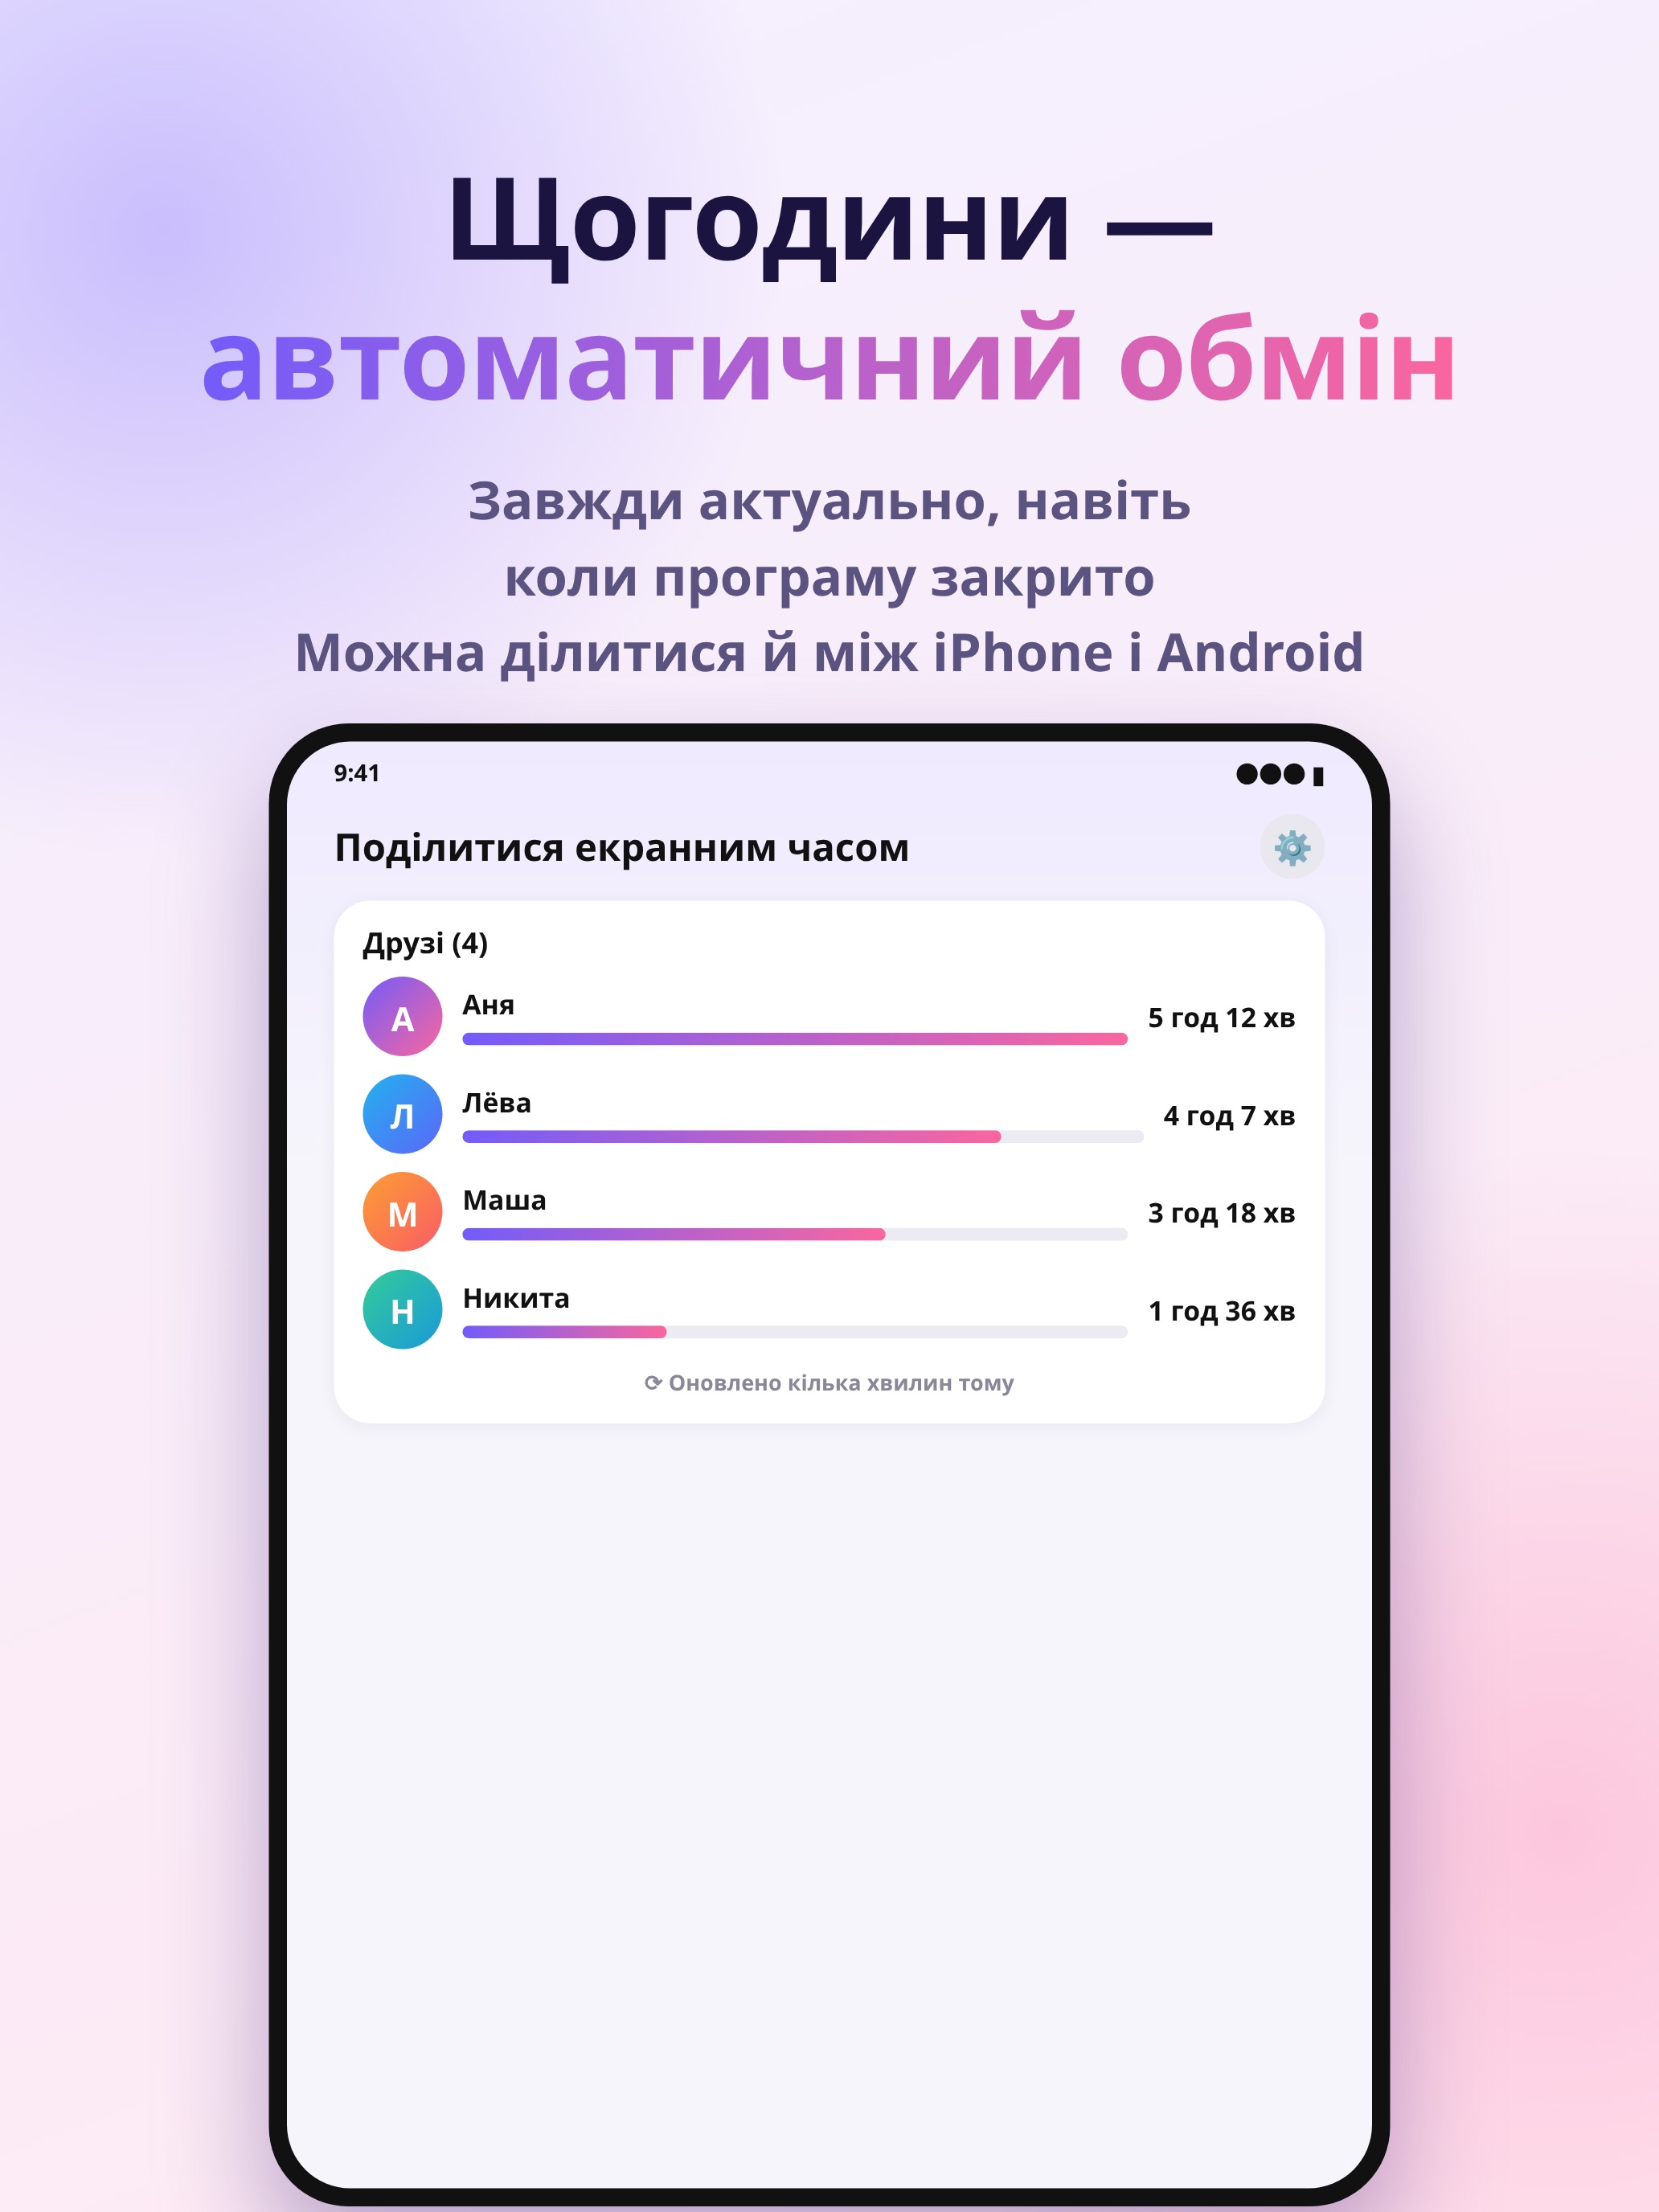 Щогодини —
автоматичний обмін
Завжди актуально, навіть
коли програму закрито
Можна ділитися й між iPhone і Android
9:41
Поділитися екранним часом
Друзі (4)
А
Аня
5 год 12 хв
Л
Лёва
4 год 7 хв
М
Маша
3 год 18 хв
Н
Никита
1 год 36 хв
⟳ Оновлено кілька хвилин тому